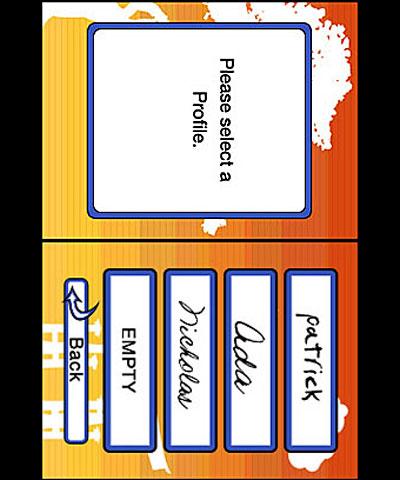 Please select a
Profile.
patrick
Ada
Nicholas
EMPTY
Back